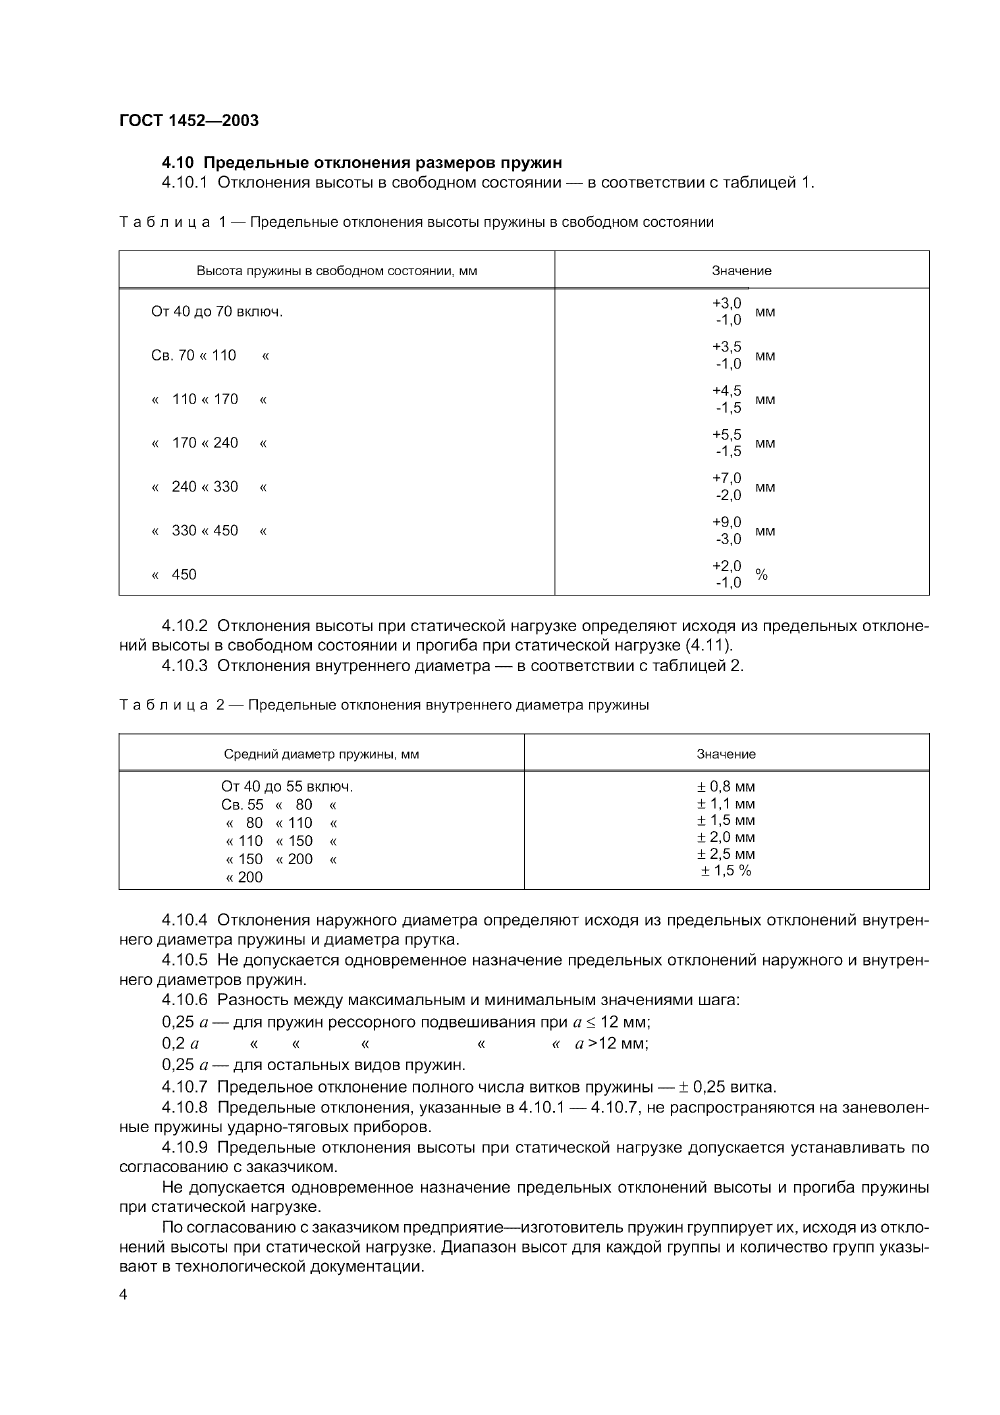 ГОСТ 1452—2003
4.10 Предельные отклонения размеров пружин
4.10.1 Отклонения высоты в свободном состоянии — в соответствии с таблицей 1.
Таблица 1 — Предельные отклонения высоты пружины в свободном состоянии
Высота пружины в свободном состоянии, мм Значение
От 40 до 70 включ. +3,0 -1,0 мм
Св. 70 « 110 « +3,5 -1,0 мм
« 110 « 170 « +4,5 -1,5 мм
« 170 « 240 « +5,5 -1,5 мм
« 240 « 330 « +7,0 -2,0 мм
« 330 « 450 « +9,0 -3,0 мм
« 450 +2,0 -1,0 %
4.10.2 Отклонения высоты при статической нагрузке определяют исходя из предельных отклоне-
ний высоты в свободном состоянии и прогиба при статической нагрузке (4.11).
4.10.3 Отклонения внутреннего диаметра — в соответствии с таблицей 2.
Таблица 2 — Предельные отклонения внутреннего диаметра пружины
Средний диаметр пружины, мм Значение
От 40 до 55 включ. ± 0,8 мм
Св. 55 « 80 « ± 1,1 мм
« 80 « 110 « ± 1,5 мм
« 110 « 150 « ± 2,0 мм
« 150 « 200 « ± 2,5 мм
« 200 ± 1,5 %
4.10.4 Отклонения наружного диаметра определяют исходя из предельных отклонений внутрен-
него диаметра пружины и диаметра прутка.
4.10.5 Не допускается одновременное назначение предельных отклонений наружного и внутрен-
него диаметров пружин.
4.10.6 Разность между максимальным и минимальным значениями шага:
0,25 а — для пружин рессорного подвешивания при а ≤ 12 мм;
0,2 а « « « « « а >12 мм;
0,25 а — для остальных видов пружин.
4.10.7 Предельное отклонение полного числа витков пружины — ± 0,25 витка.
4.10.8 Предельные отклонения, указанные в 4.10.1 — 4.10.7, не распространяются на заневолен-
ные пружины ударно-тяговых приборов.
4.10.9 Предельные отклонения высоты при статической нагрузке допускается устанавливать по
согласованию с заказчиком.
Не допускается одновременное назначение предельных отклонений высоты и прогиба пружины
при статической нагрузке.
По согласованию с заказчиком предприятие—изготовитель пружин группирует их, исходя из откло-
нений высоты при статической нагрузке. Диапазон высот для каждой группы и количество групп указы-
вают в технологической документации.
4